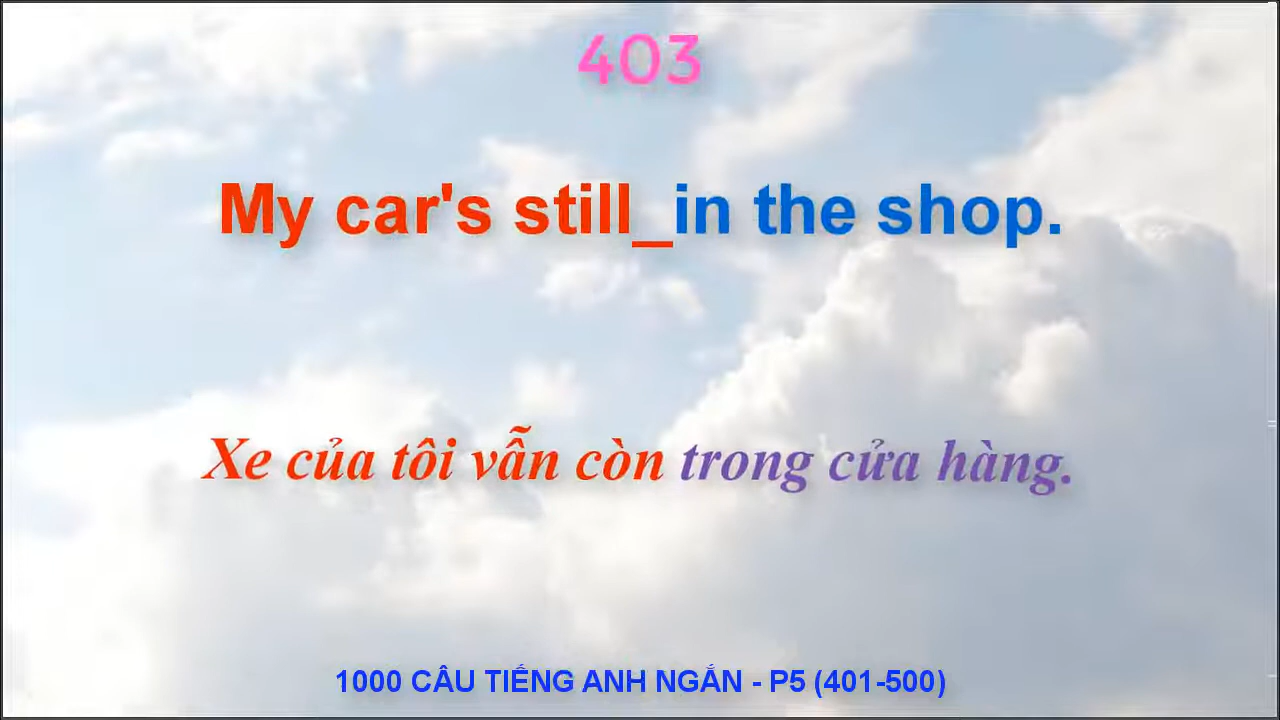 403
My car's still_in the shop.
Xe của tôi vẫn còn trong cửa hàng.
1000 CÂU TIẾNG ANH NGẮN - P5 (401-500)